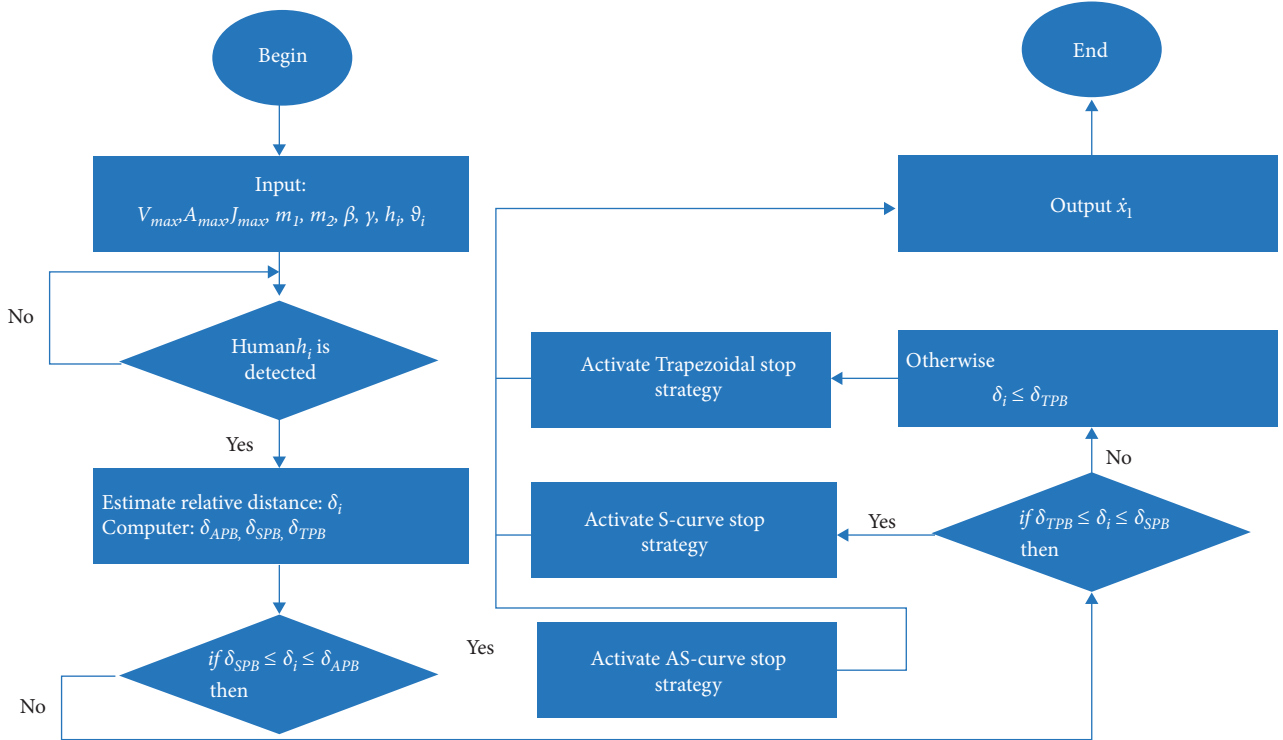 Begin
Input:
V_max, A_max, J_max, m_1, m_2, β, γ, h_i, ϑ_i
No
Humanh_i is
detected
Yes
Estimate relative distance: δ_i
Computer: δ_APB, δ_SPB, δ_TPB
if δ_SPB ≤ δ_i ≤ δ_APB
then
No
Yes
Activate AS-curve stop
strategy
if δ_TPB ≤ δ_i ≤ δ_SPB
then
Yes
Activate S-curve stop
strategy
No
Otherwise
δ_i ≤ δ_TPB
Activate Trapezoidal stop
strategy
Output ẋ_1
End